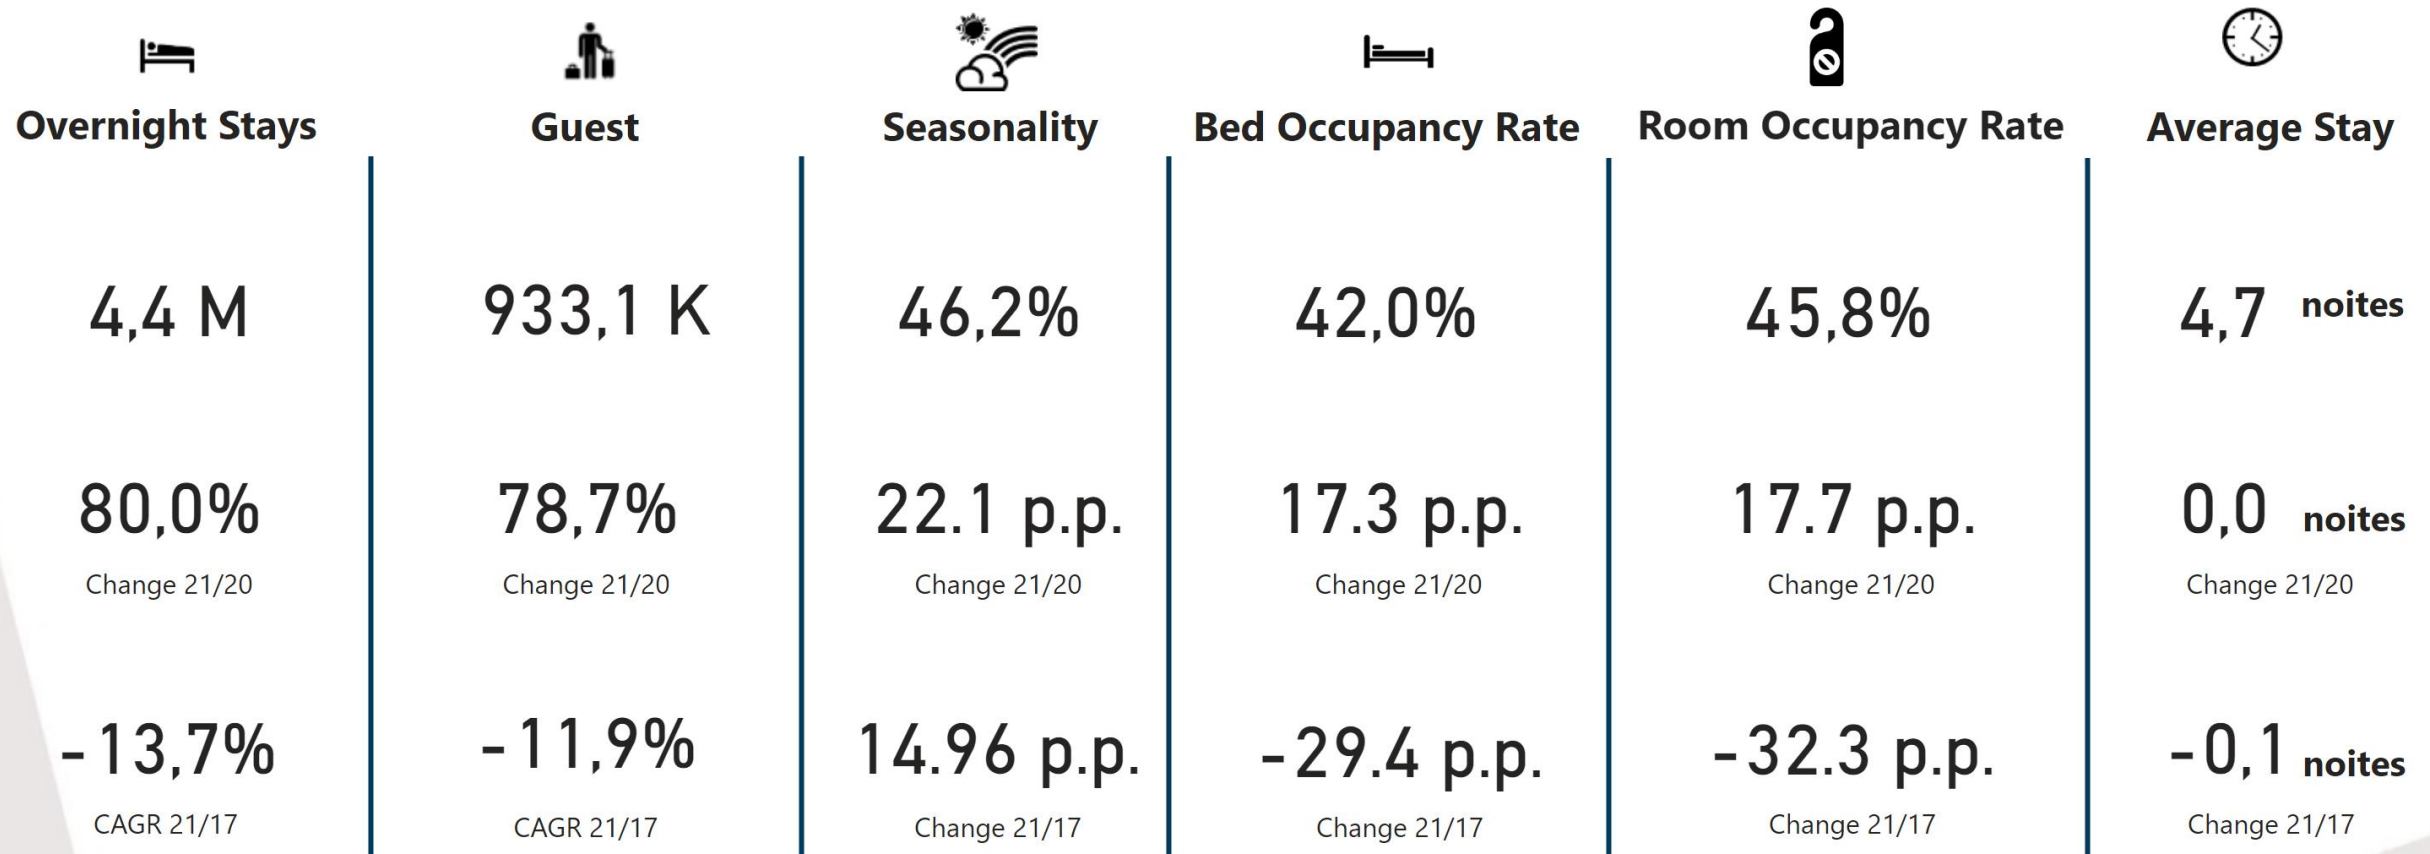 Overnight Stays
4,4 M
80,0%
Change 21/20
-13,7%
CAGR 21/17
Guest
933,1 K
78,7%
Change 21/20
-11,9%
CAGR 21/17
Seasonality
46,2%
22.1 p.p.
Change 21/20
14.96 p.p.
Change 21/17
Bed Occupancy Rate
42,0%
17.3 p.p.
Change 21/20
-29.4 p.p.
Change 21/17
Room Occupancy Rate
45,8%
17.7 p.p.
Change 21/20
-32.3 p.p.
Change 21/17
Average Stay
4,7 noites
0,0 noites
Change 21/20
-0,1 noites
Change 21/17